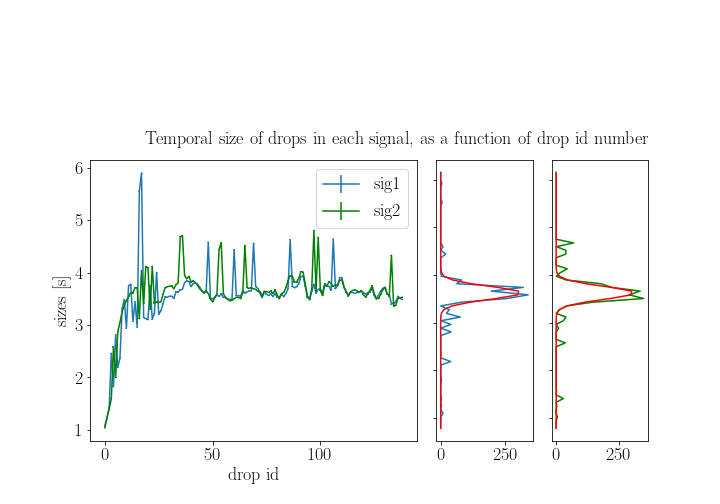 Temporal size of drops in each signal, as a function of drop id number
sizes [s]
6
5
4
3
2
1
sig1
sig2
0 50 100
drop id
0 250
0 250